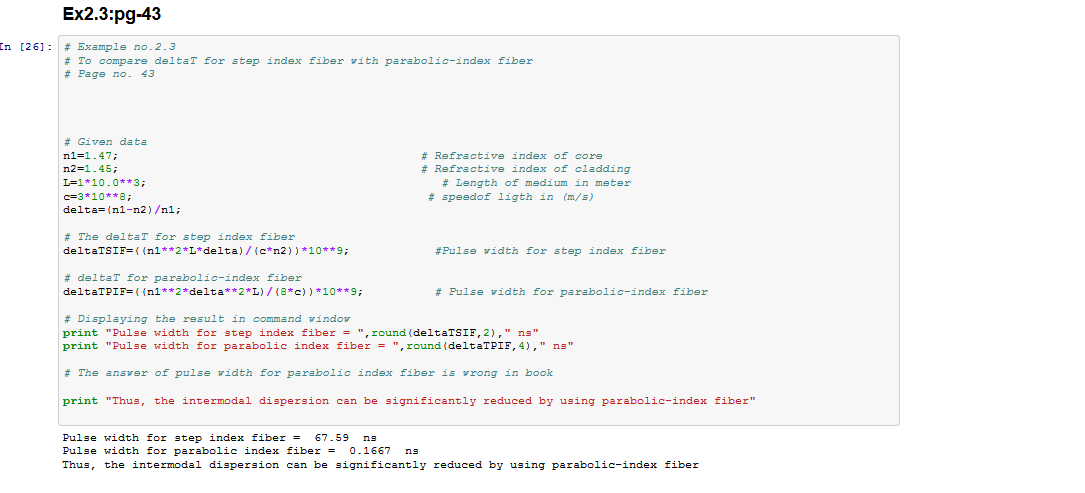 Ex2.3:pg-43
In [26]: # Example no.2.3
# To compare deltaT for step index fiber with parabolic-index fiber
# Page no. 43
# Given data
n1=1.47; # Refractive index of core
n2=1.45; # Refractive index of cladding
L=1*10.0**3; # Length of medium in meter
c=3*10**8; # speedof ligth in (m/s)
delta=(n1-n2)/n1;
# The deltaT for step index fiber
deltaTSIF=((n1**2*L*delta)/(c*n2))*10**9; #Pulse width for step index fiber
# deltaT for parabolic-index fiber
deltaTPIF=((n1**2*delta**2*L)/(8*c))*10**9; # Pulse width for parabolic-index fiber
# Displaying the result in command window
print "Pulse width for step index fiber = ",round(deltaTSIF,2)," ns"
print "Pulse width for parabolic index fiber = ",round(deltaTPIF,4)," ns"
# The answer of pulse width for parabolic index fiber is wrong in book
print "Thus, the intermodal dispersion can be significantly reduced by using parabolic-index fiber"
Pulse width for step index fiber =  67.59  ns
Pulse width for parabolic index fiber =  0.1667  ns
Thus, the intermodal dispersion can be significantly reduced by using parabolic-index fiber